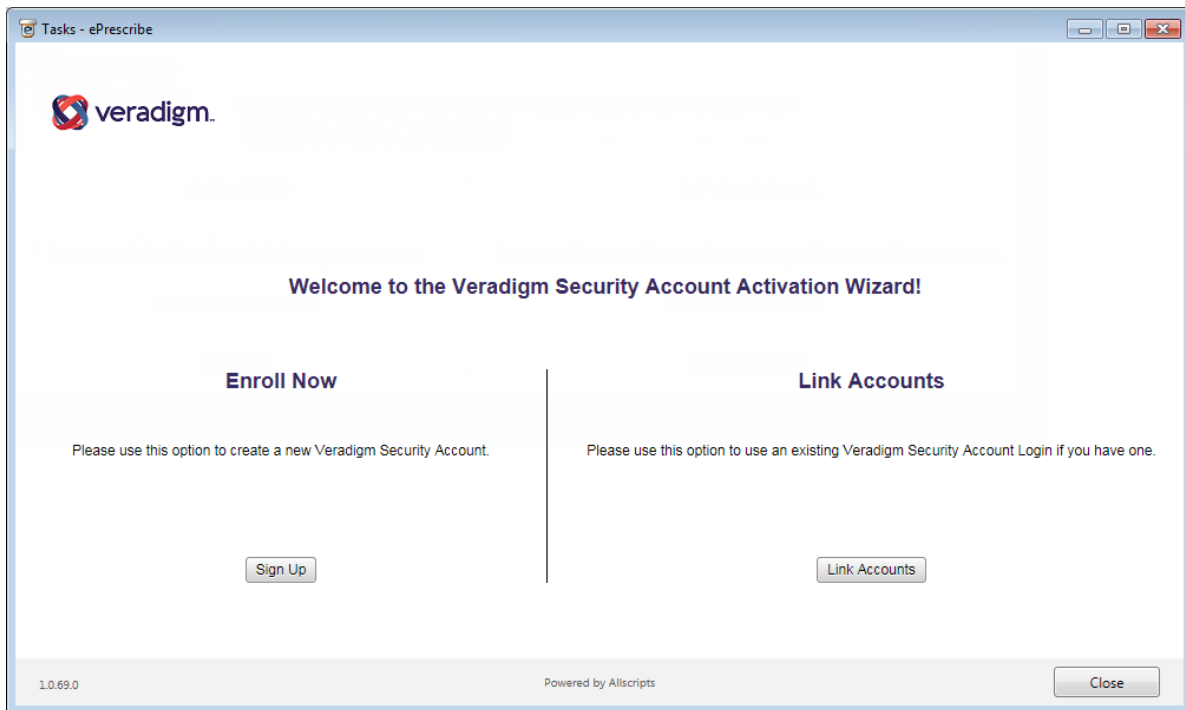 Tasks - ePrescribe
veradigm™
Welcome to the Veradigm Security Account Activation Wizard!
Enroll Now
Please use this option to create a new Veradigm Security Account.
Sign Up
Link Accounts
Please use this option to use an existing Veradigm Security Account Login if you have one.
Link Accounts
1.0.69.0
Powered by Allscripts
Close